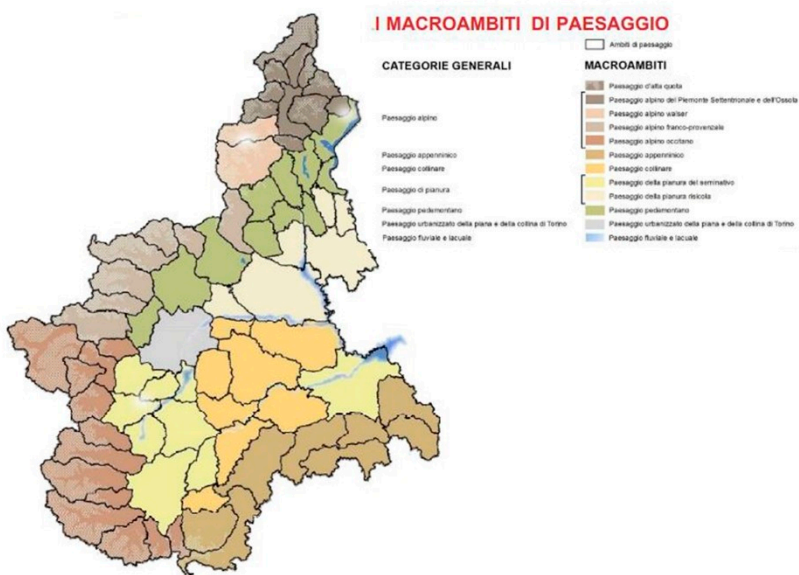 I MACROAMBITI DI PAESAGGIO
Ambiti di paesaggio
CATEGORIE GENERALI
MACROAMBITI
Paesaggio d'alta quota
Paesaggio alpino
Paesaggio alpino del Piemonte Settentrionale e dell'Ossola
Paesaggio alpino walser
Paesaggio alpino franco-provenzale
Paesaggio alpino occitano
Paesaggio appenninico
Paesaggio appenninico
Paesaggio collinare
Paesaggio collinare
Paesaggio di pianura
Paesaggio della pianura del seminativo
Paesaggio della pianura risicola
Paesaggio pedemontano
Paesaggio pedemontano
Paesaggio urbanizzato della piana e della collina di Torino
Paesaggio urbanizzato della piana e della collina di Torino
Paesaggio fluviale e lacuale
Paesaggio fluviale e lacuale